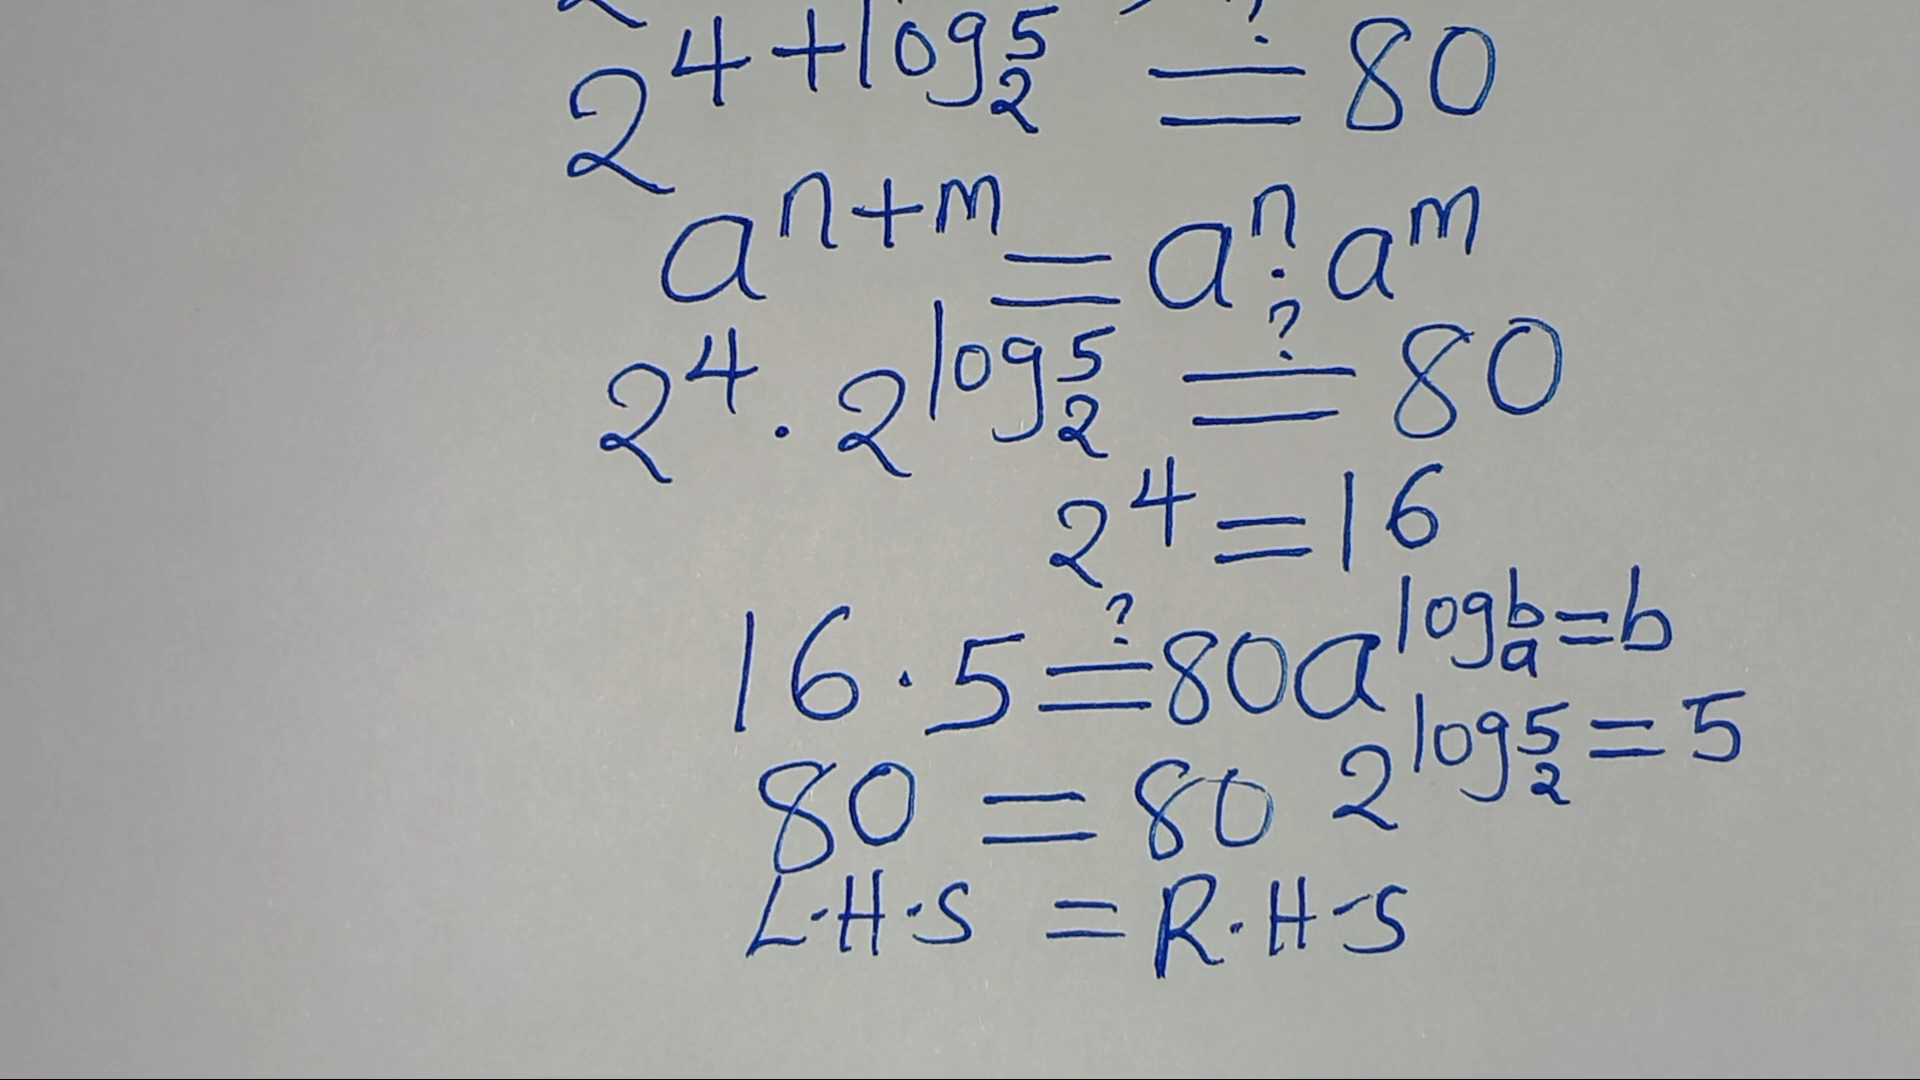 2^{4+log_2^5} ?= 80
a^{n+m} = a^n · a^m
2^4 · 2^{log_2^5} ?= 80
2^4 = 16
16 · 5 ?= 80 a^{log_a^b} = b
80 = 80 2^{log_2^5} = 5
L·H·S = R·H·S